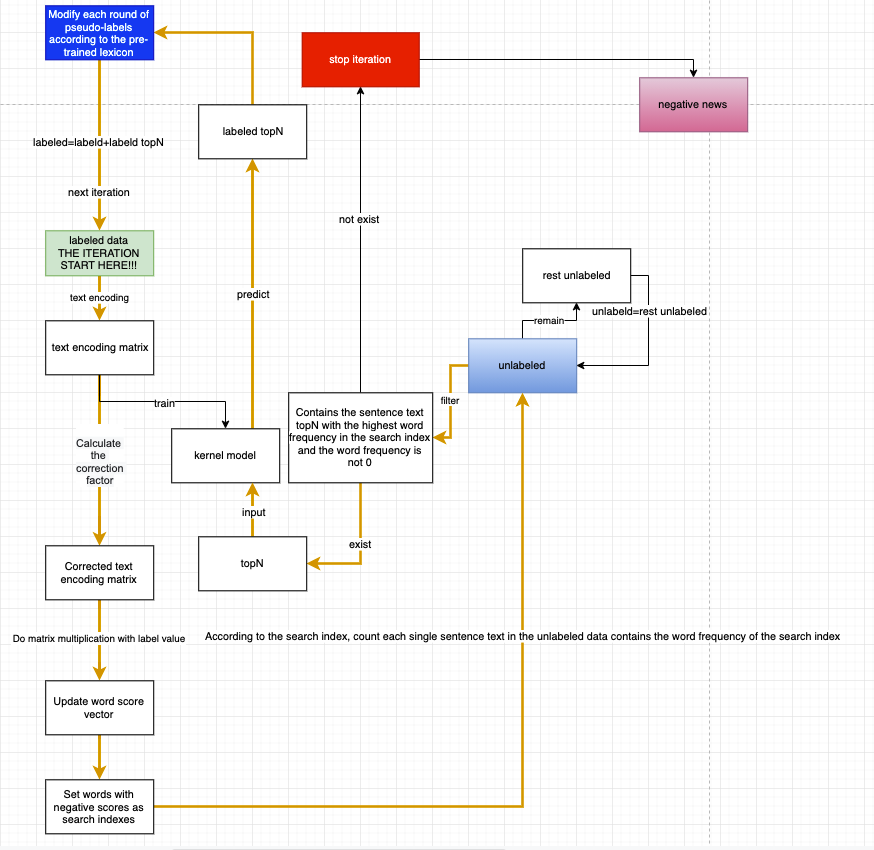 Modify each round of
pseudo-labels
according to the pre-
trained lexicon
stop iteration
negative news
labeled topN
labeled=labeld+labeld topN
not exist
next iteration
labeled data
THE ITERATION
START HERE!!!
rest unlabeled
text encoding
predict
unlabeld=rest unlabeled
remain
text encoding matrix
unlabeled
filter
train
Contains the sentence text
topN with the highest word
frequency in the search index
and the word frequency is
not 0
Calculate
the
correction
factor
kernel model
input
exist
topN
Corrected text
encoding matrix
Do matrix multiplication with label value
According to the search index, count each single sentence text in the unlabeled data contains the word frequency of the search index
Update word score
vector
Set words with
negative scores as
search indexes